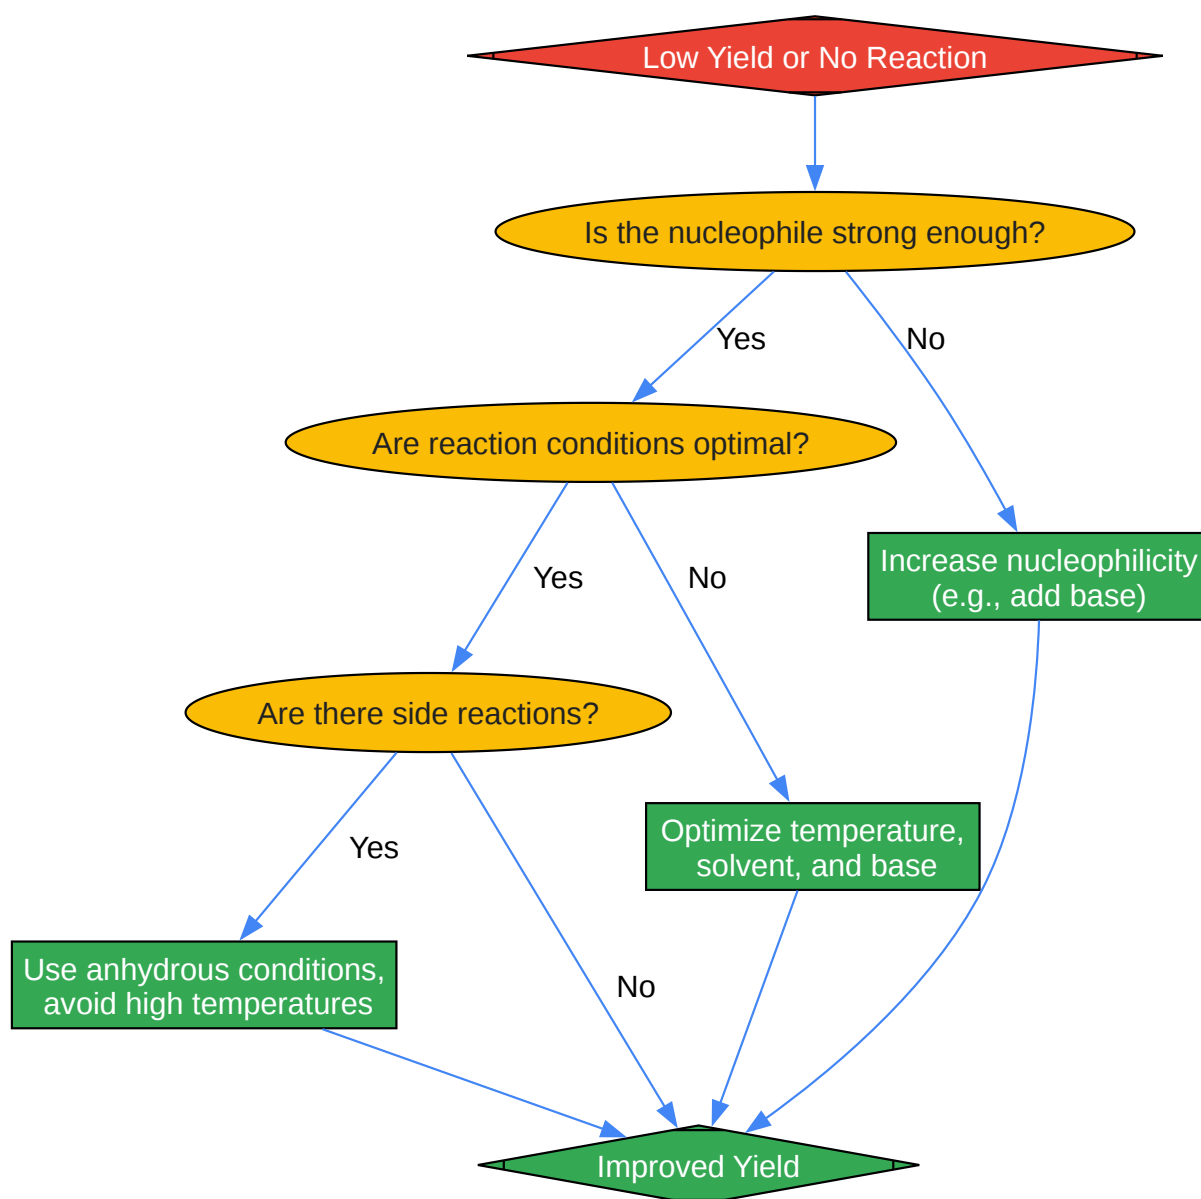 Low Yield or No Reaction
Is the nucleophile strong enough?
Yes
No
Are reaction conditions optimal?
Yes
No
Increase nucleophilicity
(e.g., add base)
Are there side reactions?
Yes
Optimize temperature,
solvent, and base
Use anhydrous conditions,
avoid high temperatures
No
Improved Yield